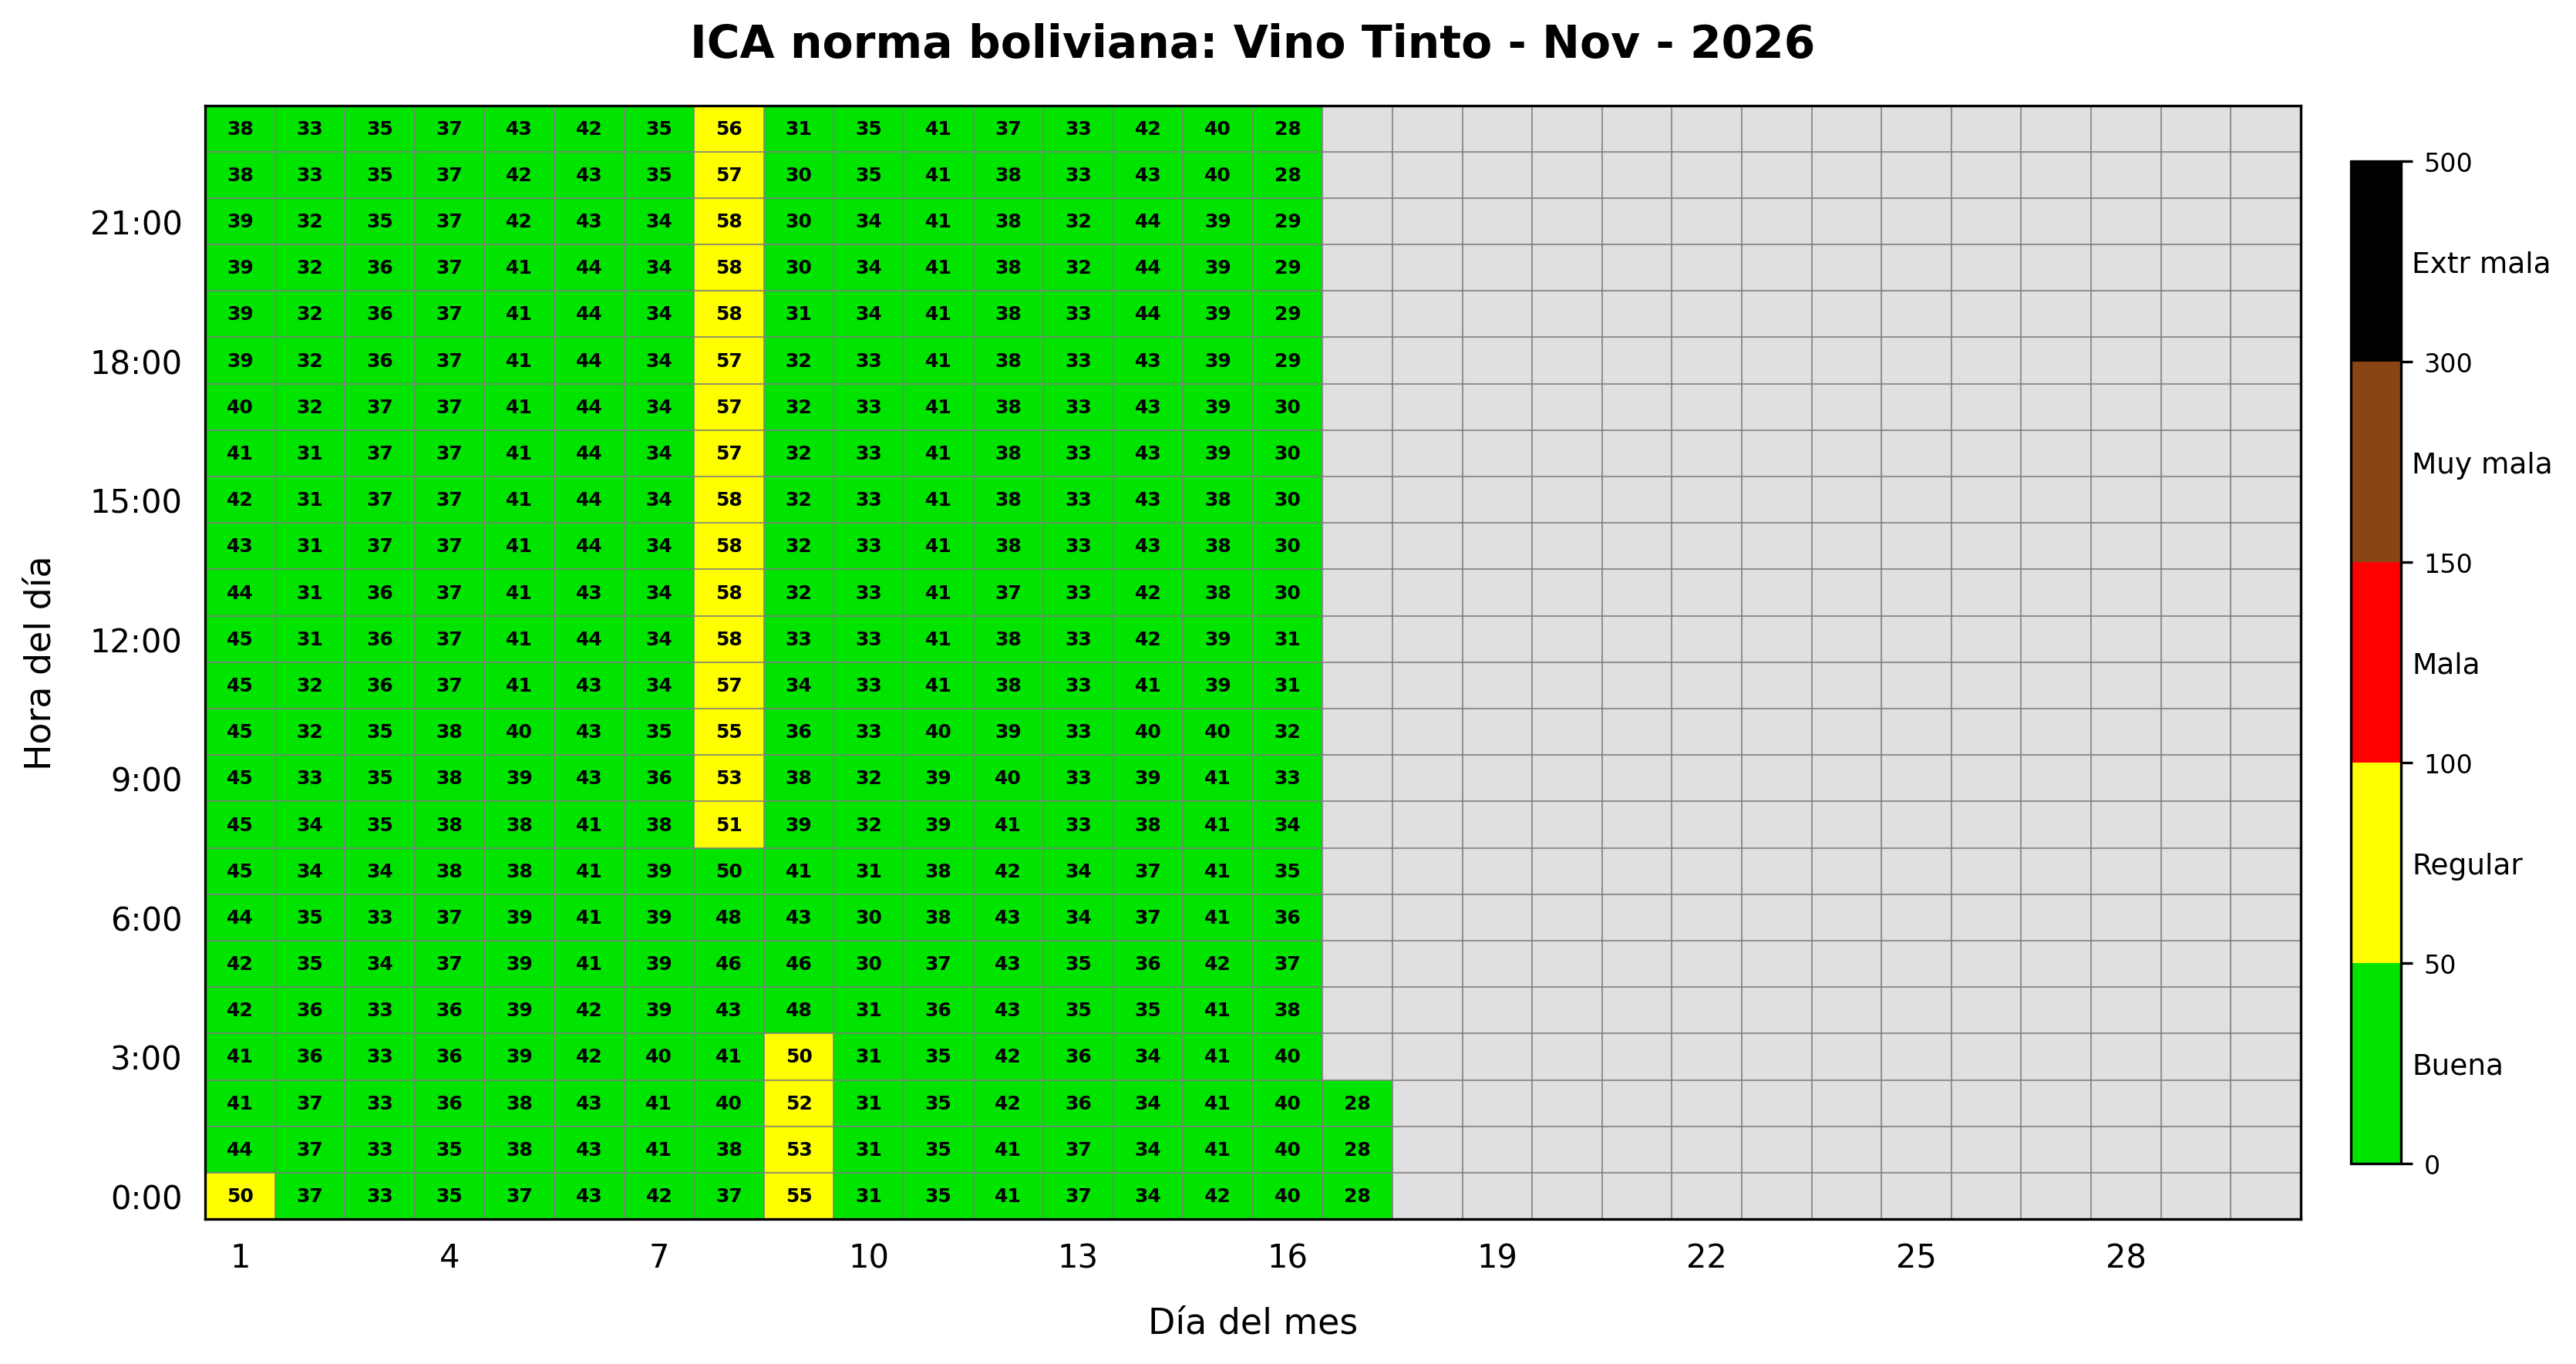 ICA norma boliviana: Vino Tinto - Nov - 2026
38 33 35 37 43 42 35 56 31 35 41 37 33 42 40 28
38 33 35 37 42 43 35 57 30 35 41 38 33 43 40 28
21:00 39 32 35 37 42 43 34 58 30 34 41 38 32 44 39 29
39 32 36 37 41 44 34 58 30 34 41 38 32 44 39 29
39 32 36 37 41 44 34 58 31 34 41 38 33 44 39 29
18:00 39 32 36 37 41 44 34 57 32 33 41 38 33 43 39 29
40 32 37 37 41 44 34 57 32 33 41 38 33 43 39 30
41 31 37 37 41 44 34 57 32 33 41 38 33 43 39 30
15:00 42 31 37 37 41 44 34 58 32 33 41 38 33 43 38 30
43 31 37 37 41 44 34 58 32 33 41 38 33 43 38 30
44 31 36 37 41 43 34 58 32 33 41 37 33 42 38 30
12:00 45 31 36 37 41 44 34 58 33 33 41 38 33 42 39 31
45 32 36 37 41 43 34 57 34 33 41 38 33 41 39 31
45 32 35 38 40 43 35 55 36 33 40 39 33 40 40 32
9:00 45 33 35 38 39 43 36 53 38 32 39 40 33 39 41 33
45 34 35 38 38 41 38 51 39 32 39 41 33 38 41 34
45 34 34 38 38 41 39 50 41 31 38 42 34 37 41 35
6:00 44 35 33 37 39 41 39 48 43 30 38 43 34 37 41 36
42 35 34 37 39 41 39 46 46 30 37 43 35 36 42 37
42 36 33 36 39 42 39 43 48 31 36 43 35 35 41 38
3:00 41 36 33 36 39 42 40 41 50 31 35 42 36 34 41 40
41 37 33 36 38 43 41 40 52 31 35 42 36 34 41 40 28
44 37 33 35 38 43 41 38 53 31 35 41 37 34 41 40 28
0:00 50 37 33 35 37 43 42 37 55 31 35 41 37 34 42 40 28
1 4 7 10 13 16 19 22 25 28
Día del mes
Hora del día
500
Extr mala
300
Muy mala
150
Mala
100
Regular
50
Buena
0